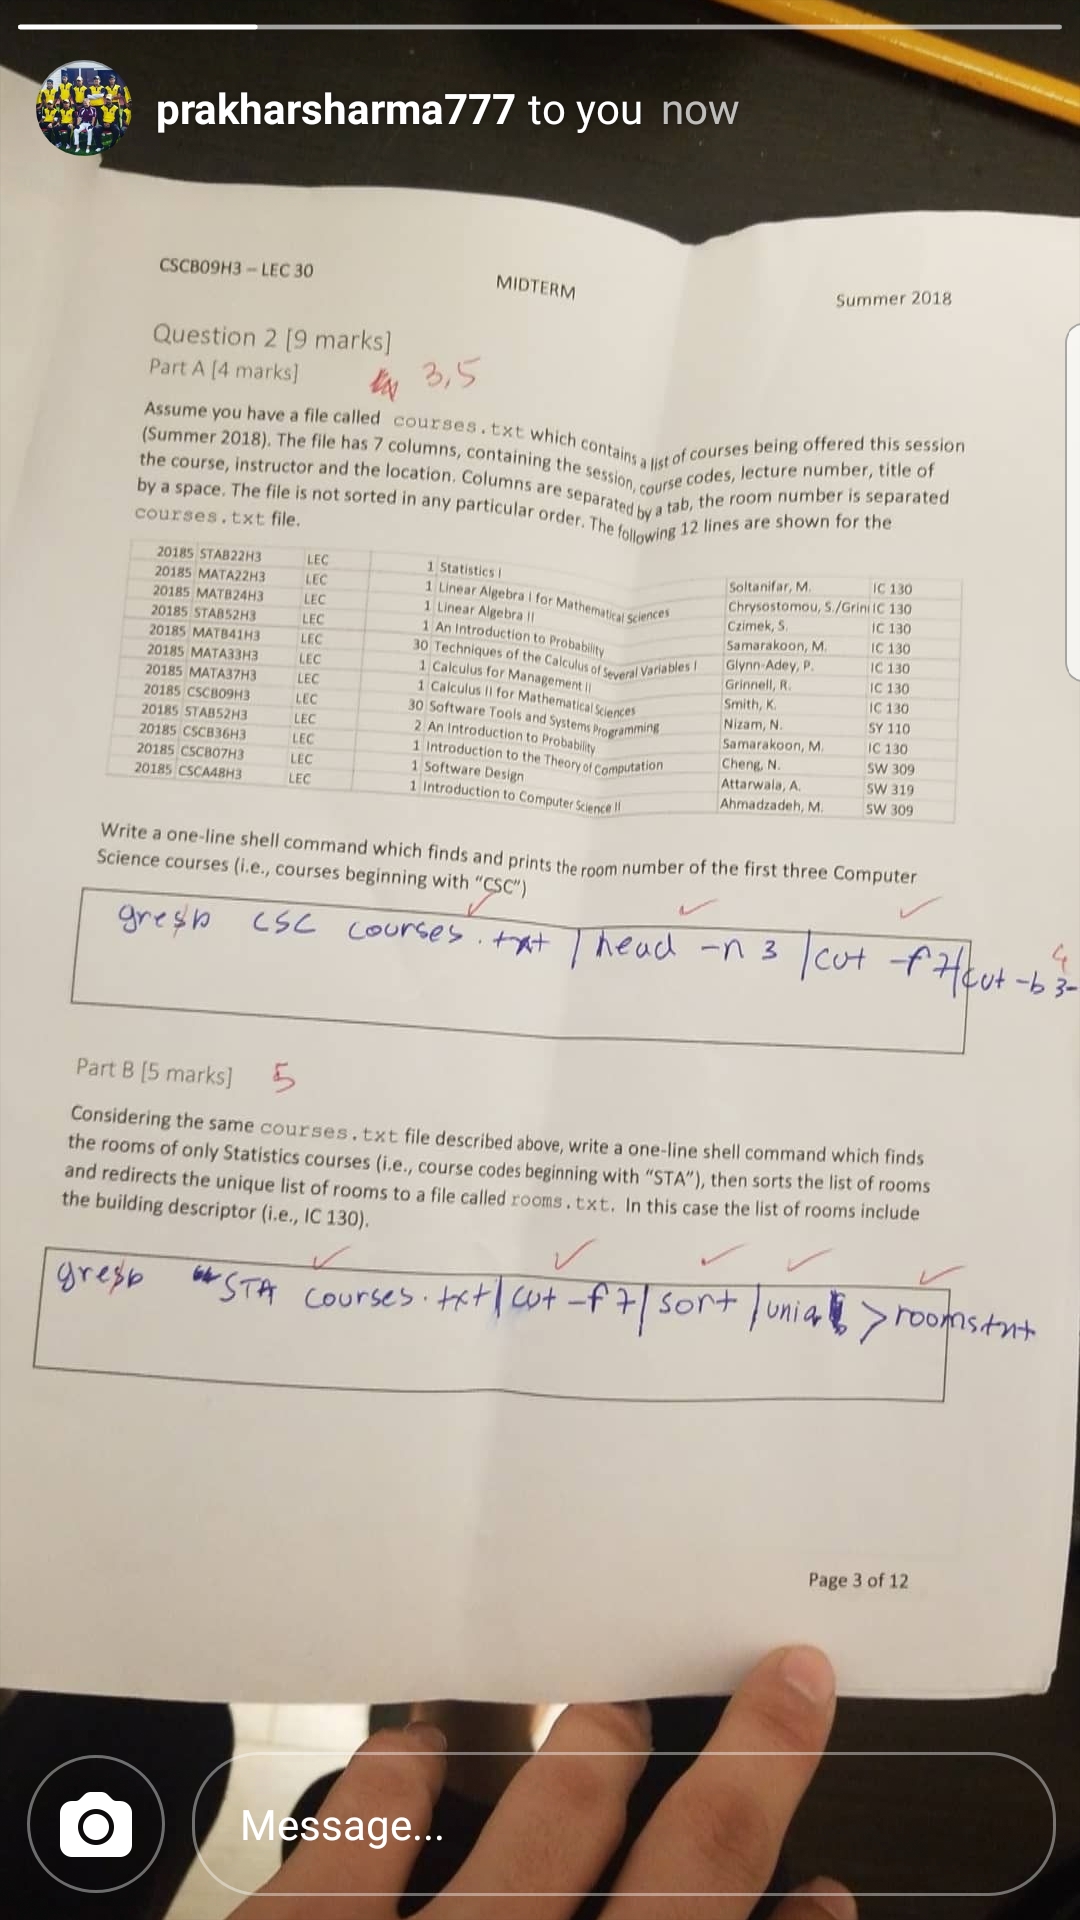 prakharsharma777 to you now
CSCB09H3 – LEC 30
MIDTERM
Summer 2018
Question 2 [9 marks]
Part A [4 marks]
3,5
Assume you have a file called courses.txt which contains a list of courses being offered this session
(Summer 2018). The file has 7 columns, containing the session, course codes, lecture number, title of
the course, instructor and the location. Columns are separated by a tab, the room number is separated
by a space. The file is not sorted in any particular order. The following 12 lines are shown for the
courses.txt file.
20185 STAB22H3 LEC 1 Statistics I Soltanifar, M. IC 130
20185 MATA22H3 LEC 1 Linear Algebra I for Mathematical Sciences Chrysostomou, S./Grini IC 130
20185 MATB24H3 LEC 1 Linear Algebra II Czimek, S. IC 130
20185 STAB52H3 LEC 1 An Introduction to Probability Samarakoon, M. IC 130
20185 MATB41H3 LEC 30 Techniques of the Calculus of Several Variables I Glynn-Adey, P. IC 130
20185 MATA33H3 LEC 1 Calculus for Management II Grinnell, R. IC 130
20185 MATA37H3 LEC 1 Calculus II for Mathematical Sciences Smith, K. IC 130
20185 CSCB09H3 LEC 30 Software Tools and Systems Programming Nizam, N. SY 110
20185 STAB52H3 LEC 2 An Introduction to Probability Samarakoon, M. IC 130
20185 CSCB36H3 LEC 1 Introduction to the Theory of Computation Cheng, N. SW 309
20185 CSCB07H3 LEC 1 Software Design Attarwala, A. SW 319
20185 CSCA48H3 LEC 1 Introduction to Computer Science II Ahmadzadeh, M. SW 309
Write a one-line shell command which finds and prints the room number of the first three Computer
Science courses (i.e., courses beginning with "CSC")
grep CSC courses.txt | head -n 3 | cut -f 7 | cut -b 3-
4
Part B [5 marks] 5
Considering the same courses.txt file described above, write a one-line shell command which finds
the rooms of only Statistics courses (i.e., course codes beginning with "STA"), then sorts the list of rooms
and redirects the unique list of rooms to a file called rooms.txt. In this case the list of rooms include
the building descriptor (i.e., IC 130).
grep STA courses.txt | cut -f 7 | sort | uniq > rooms.txt
Page 3 of 12
Message...